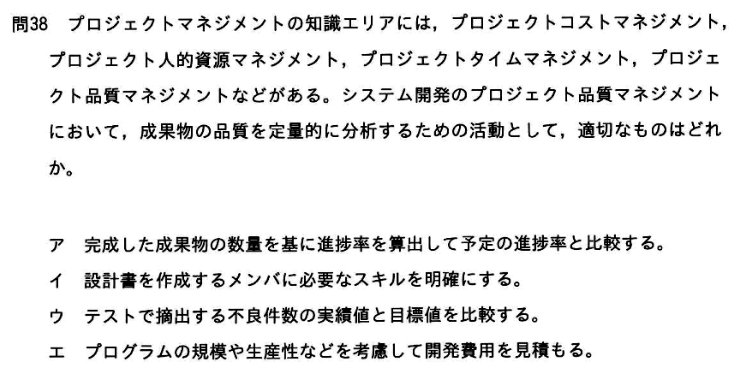 問38 プロジェクトマネジメントの知識エリアには，プロジェクトコストマネジメント，
プロジェクト人的資源マネジメント，プロジェクトタイムマネジメント，プロジェ
クト品質マネジメントなどがある。システム開発のプロジェクト品質マネジメント
において，成果物の品質を定量的に分析するための活動として，適切なものはどれ
か。
ア 完成した成果物の数量を基に進捗率を算出して予定の進捗率と比較する。
イ 設計書を作成するメンバに必要なスキルを明確にする。
ウ テストで摘出する不良件数の実績値と目標値を比較する。
エ プログラムの規模や生産性などを考慮して開発費用を見積もる。